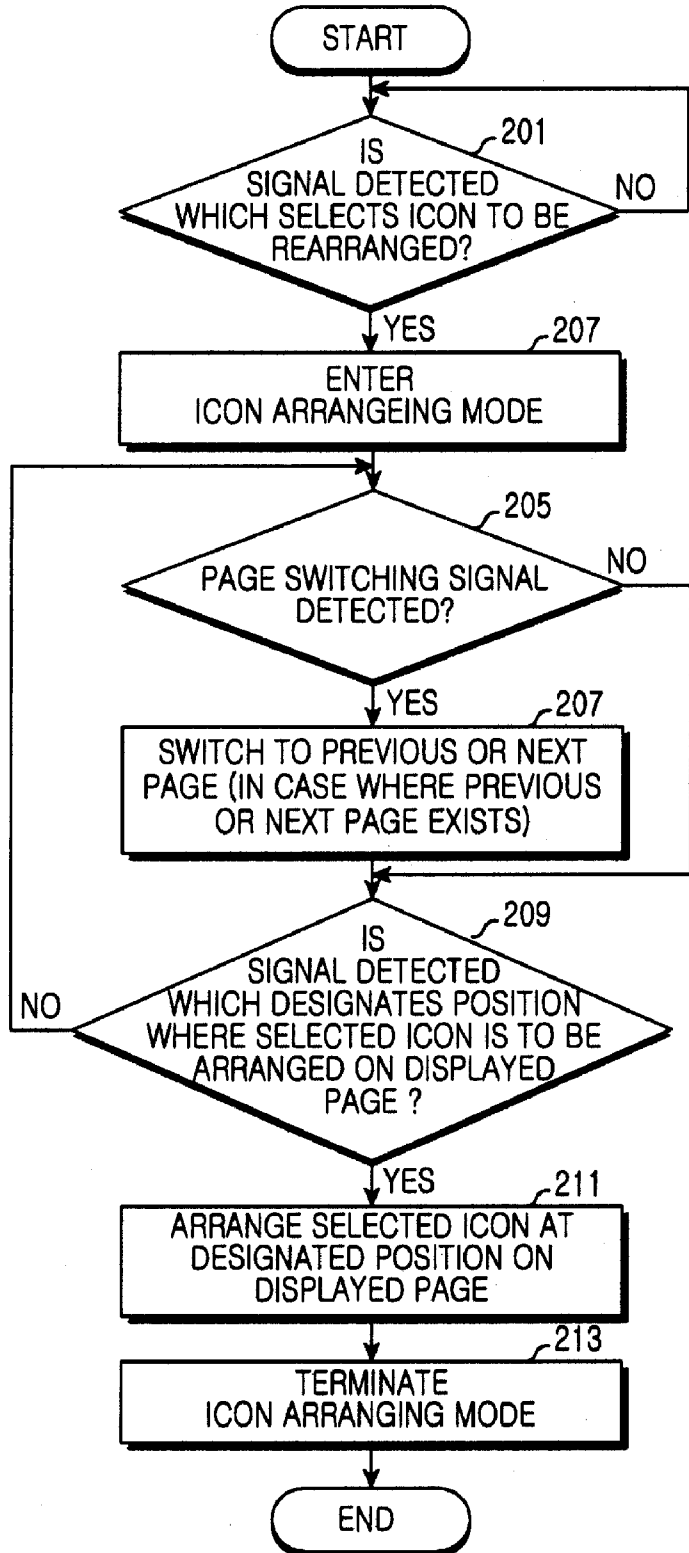 START
201
IS
SIGNAL DETECTED
WHICH SELECTS ICON TO BE
REARRANGED?
NO
YES
207
ENTER
ICON ARRANGEING MODE
205
PAGE SWITCHING SIGNAL
DETECTED?
NO
YES
207
SWITCH TO PREVIOUS OR NEXT
PAGE (IN CASE WHERE PREVIOUS
OR NEXT PAGE EXISTS)
209
IS
SIGNAL DETECTED
WHICH DESIGNATES POSITION
WHERE SELECTED ICON IS TO BE
ARRANGED ON DISPLAYED
PAGE ?
NO
YES
211
ARRANGE SELECTED ICON AT
DESIGNATED POSITION ON
DISPLAYED PAGE
213
TERMINATE
ICON ARRANGING MODE
END